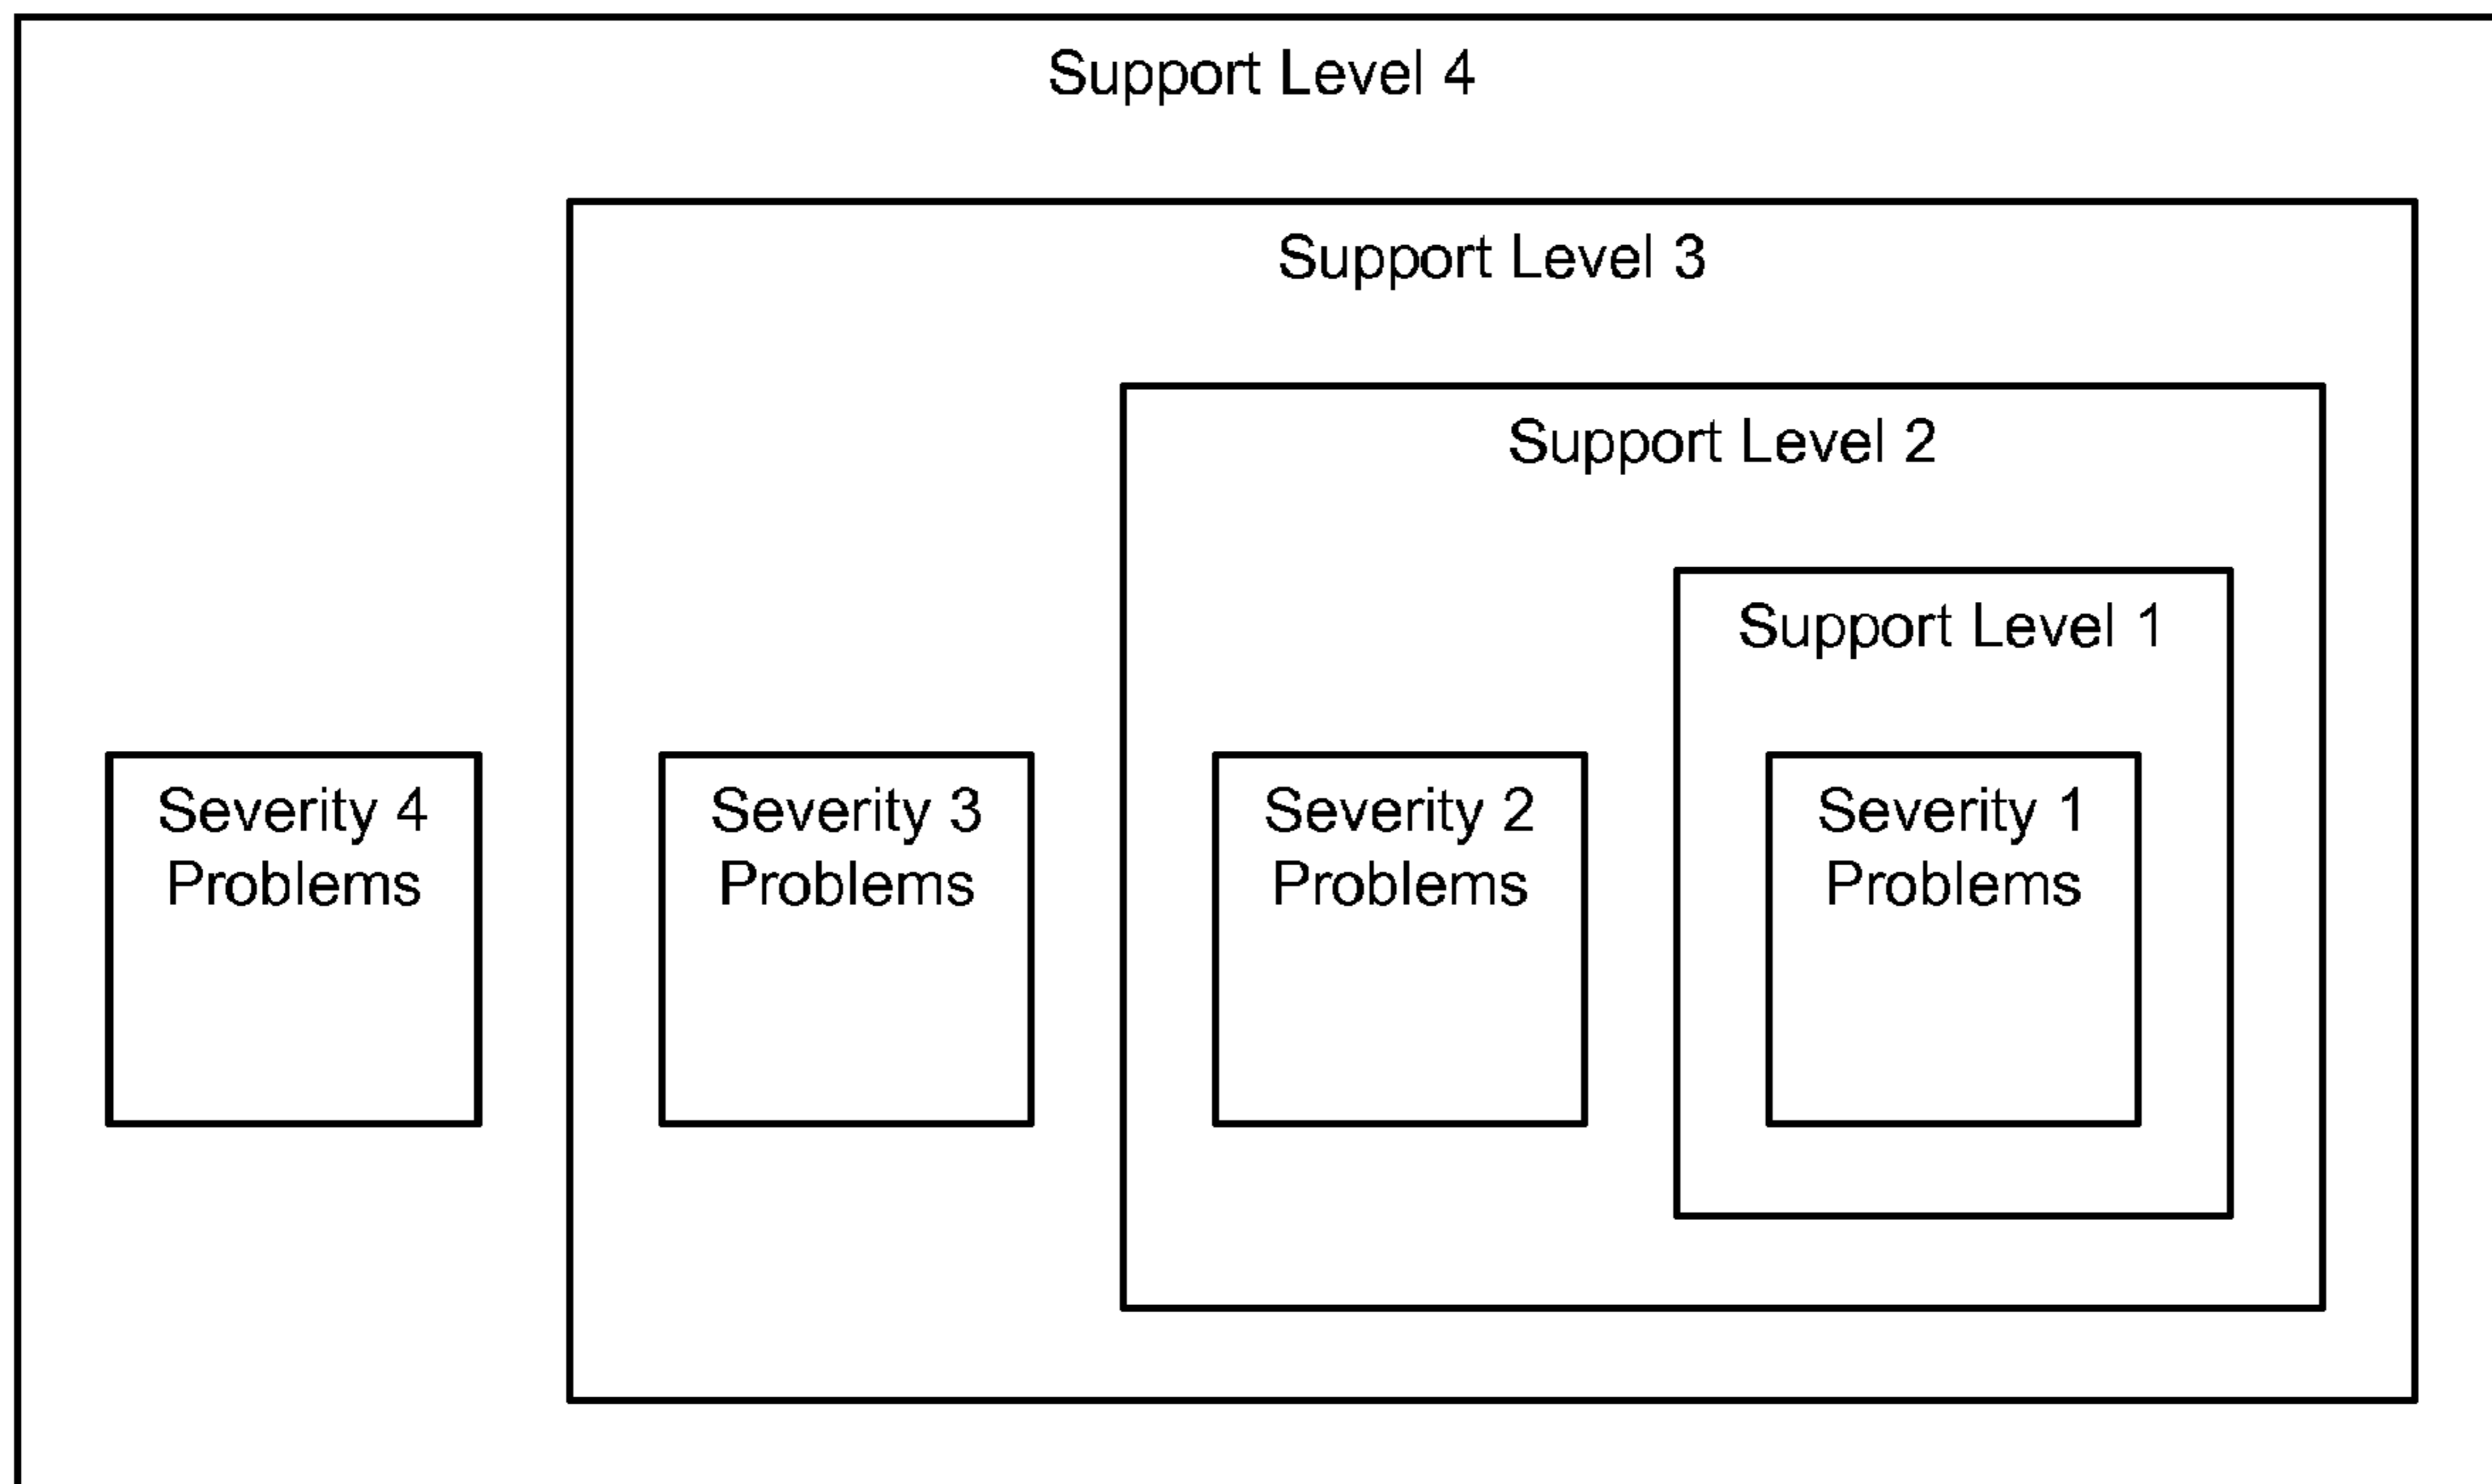 Support Level 4
Support Level 3
Support Level 2
Support Level 1
Severity 4
Problems
Severity 3
Problems
Severity 2
Problems
Severity 1
Problems